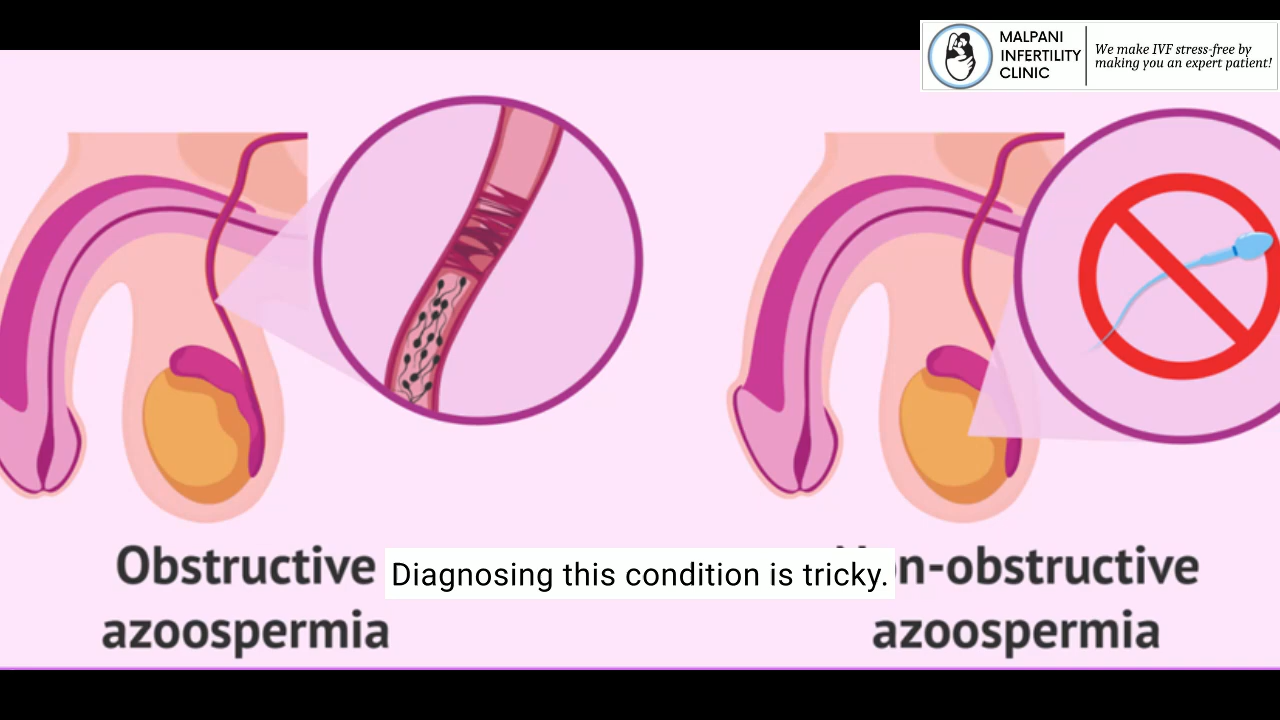 MALPANI
INFERTILITY
CLINIC
We make IVF stress-free by
making you an expert patient!
Obstructive
azoospermia
Diagnosing this condition is tricky.
Non-obstructive
azoospermia